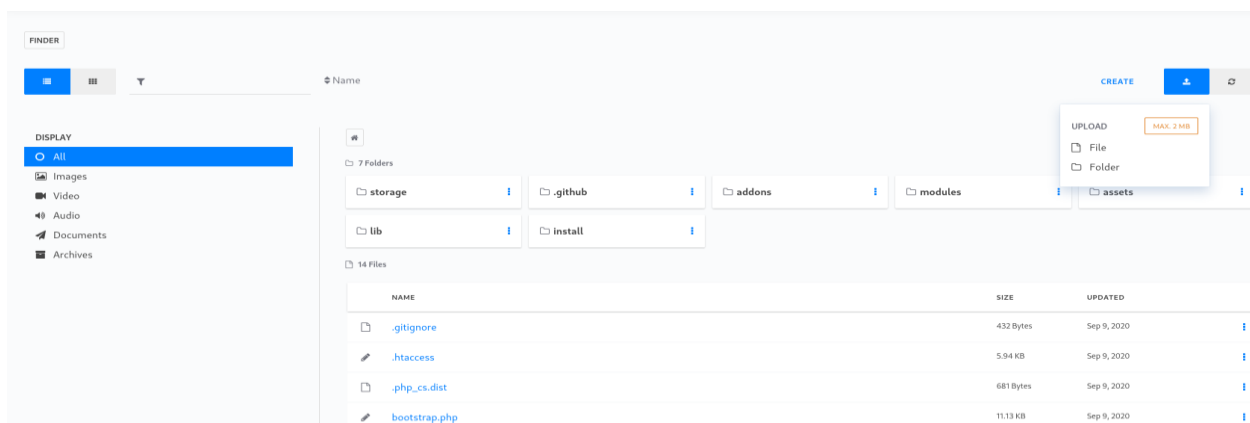 FINDER
Name
CREATE
UPLOAD MAX. 2 MB
File
Folder
DISPLAY
All
Images
Video
Audio
Documents
Archives
7 Folders
storage .github addons modules assets
lib install
14 Files
NAME SIZE UPDATED
.gitignore 432 Bytes Sep 9, 2020
.htaccess 5.94 KB Sep 9, 2020
.php_cs.dist 681 Bytes Sep 9, 2020
bootstrap.php 11.13 KB Sep 9, 2020